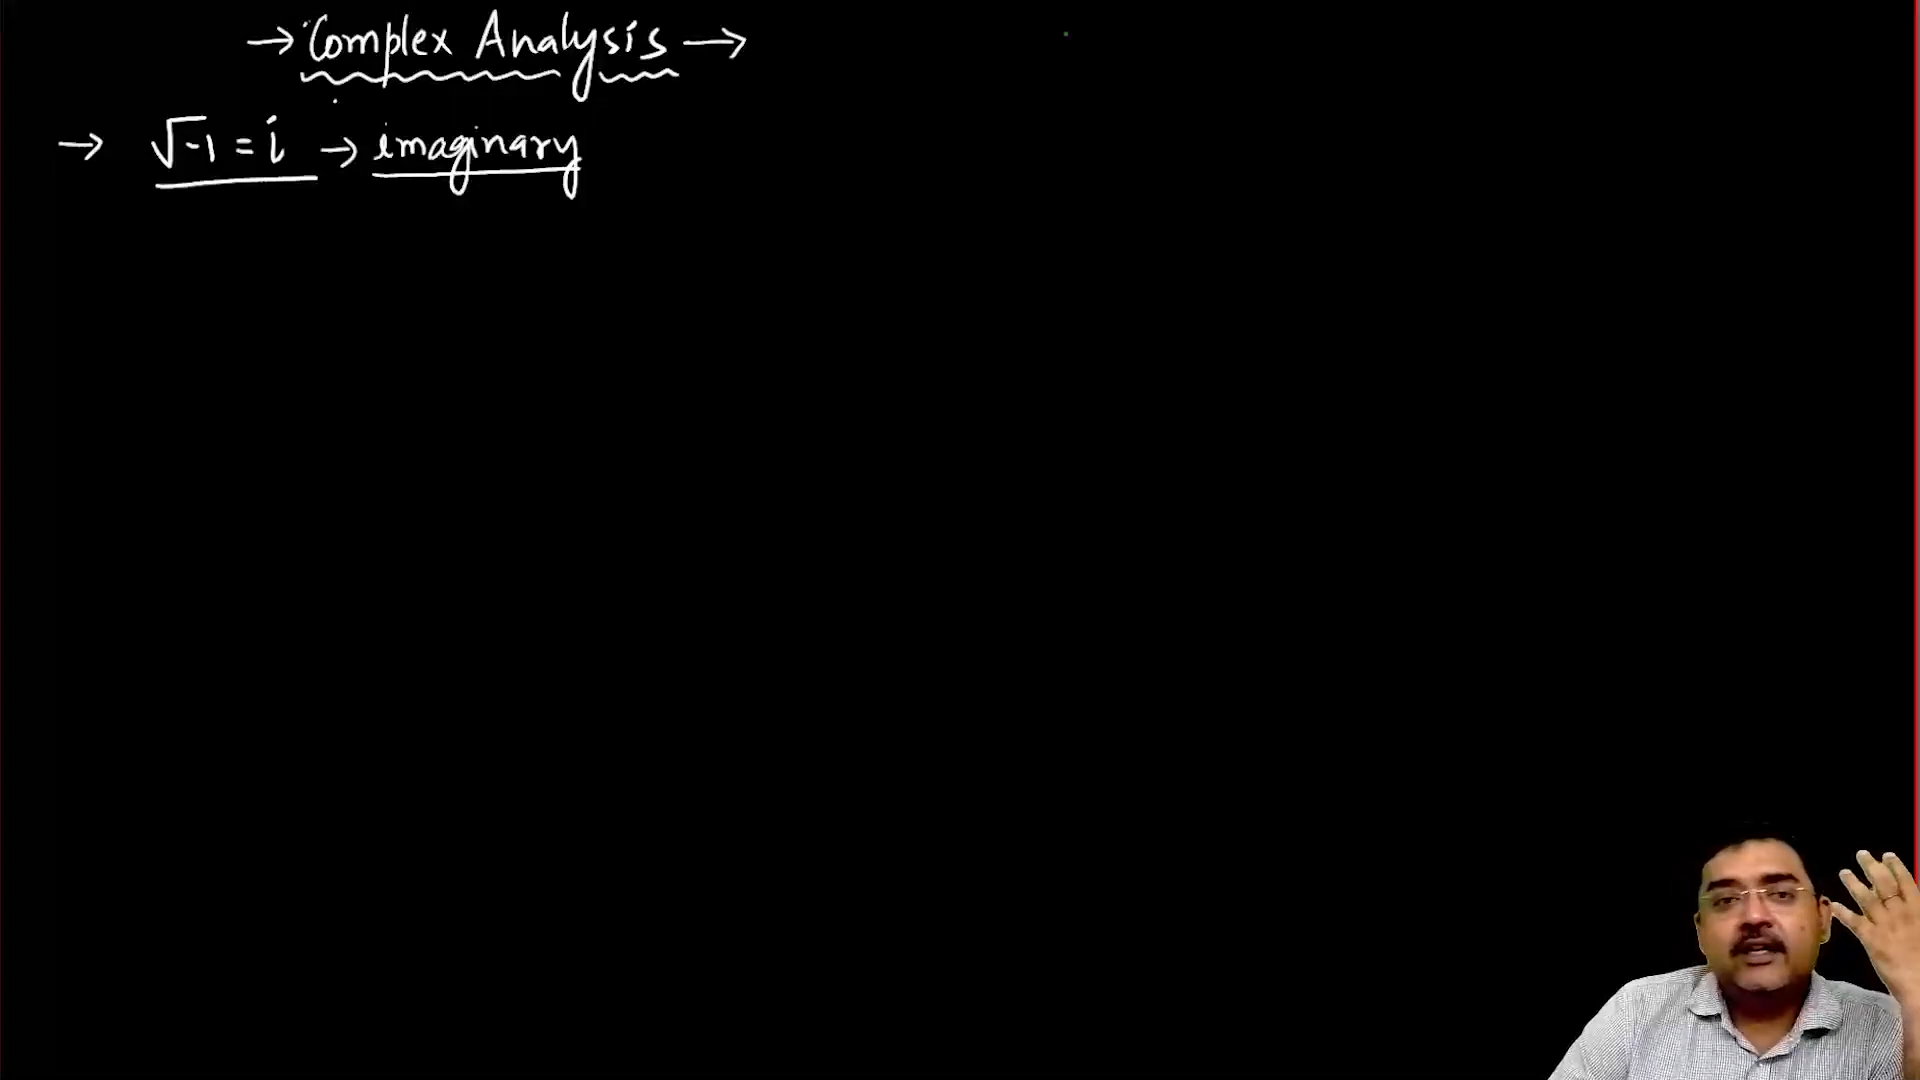 → Complex Analysis →
→ √-1 = i → imaginary